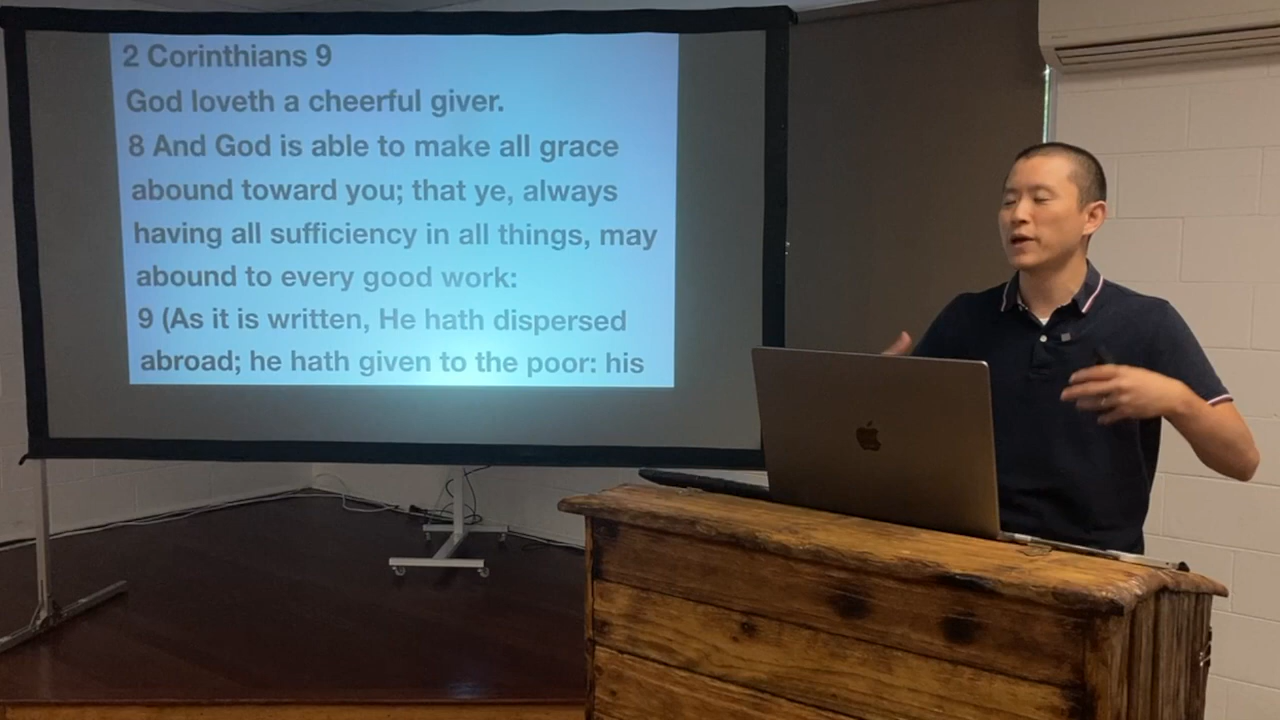 2 Corinthians 9
God loveth a cheerful giver.
8 And God is able to make all grace
abound toward you; that ye, always
having all sufficiency in all things, may
abound to every good work:
9 (As it is written, He hath dispersed
abroad; he hath given to the poor: his